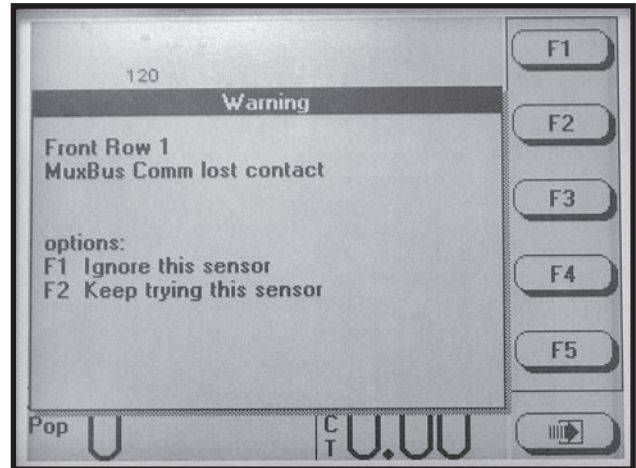 120
Warning
Front Row 1
MuxBus Comm lost contact
options:
F1 Ignore this sensor
F2 Keep trying this sensor
F1
F2
F3
F4
F5
Pop
C
T